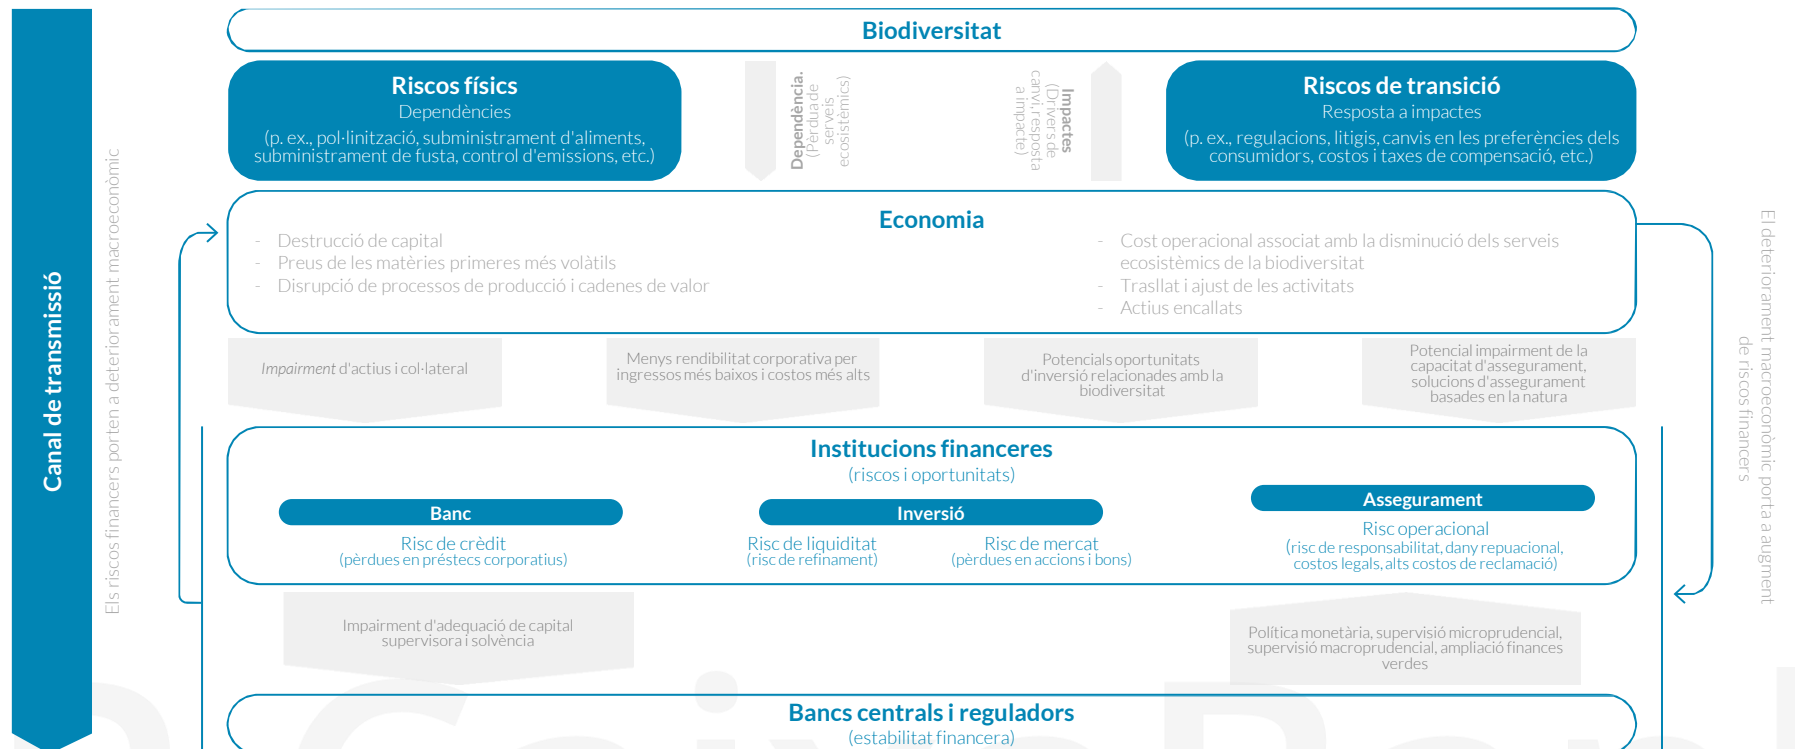 Biodiversitat
Riscos físics
Dependències
(p. ex., pol·linització, subministrament d'aliments,
subministrament de fusta, control d'emissions, etc.)
Dependència.
(Pèrdua de
serveis
ecosistèmics)
Impactes
(Drivers de
canvi, resposta
a impacte)
Riscos de transició
Resposta a impactes
(p. ex., regulacions, litigis, canvis en les preferències dels
consumidors, costos i taxes de compensació, etc.)
Canal de transmissió
Els riscos financers porten a deteriorament macroeconòmic
Economia
- Destrucció de capital
- Preus de les matèries primeres més volàtils
- Disrupció de processos de producció i cadenes de valor
- Cost operacional associat amb la disminució dels serveis
ecosistèmics de la biodiversitat
- Trasllat i ajust de les activitats
- Actius encallats
El deteriorament macroeconòmic porta a augment
de riscos financers
Impairment d'actius i col·lateral
Menys rendibilitat corporativa per
ingressos més baixos i costos més alts
Potencials oportunitats
d'inversió relacionades amb la
biodiversitat
Potencial impairment de la
capacitat d'assegurament,
solucions d'assegurament
basades en la natura
Institucions financeres
(riscos i oportunitats)
Banc
Risc de crèdit
(pèrdues en préstecs corporatius)
Inversió
Risc de liquiditat
(risc de refinament)
Risc de mercat
(pèrdues en accions i bons)
Assegurament
Risc operacional
(risc de responsabilitat, dany repuacional,
costos legals, alts costos de reclamació)
Impairment d'adequació de capital
supervisora i solvència
Política monetària, supervisió microprudencial,
supervisió macroprudencial, ampliació finances
verdes
Bancs centrals i reguladors
(estabilitat financera)